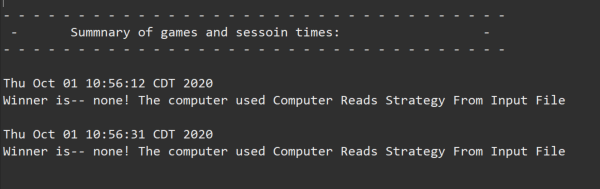 - - - - - - - - - - - - - - - - - - - - - - - - - - - - - - - - - - -
- Summnary of games and sessoin times: -
- - - - - - - - - - - - - - - - - - - - - - - - - - - - - - - - - - -
Thu Oct 01 10:56:12 CDT 2020
Winner is-- none! The computer used Computer Reads Strategy From Input File
Thu Oct 01 10:56:31 CDT 2020
Winner is-- none! The computer used Computer Reads Strategy From Input File